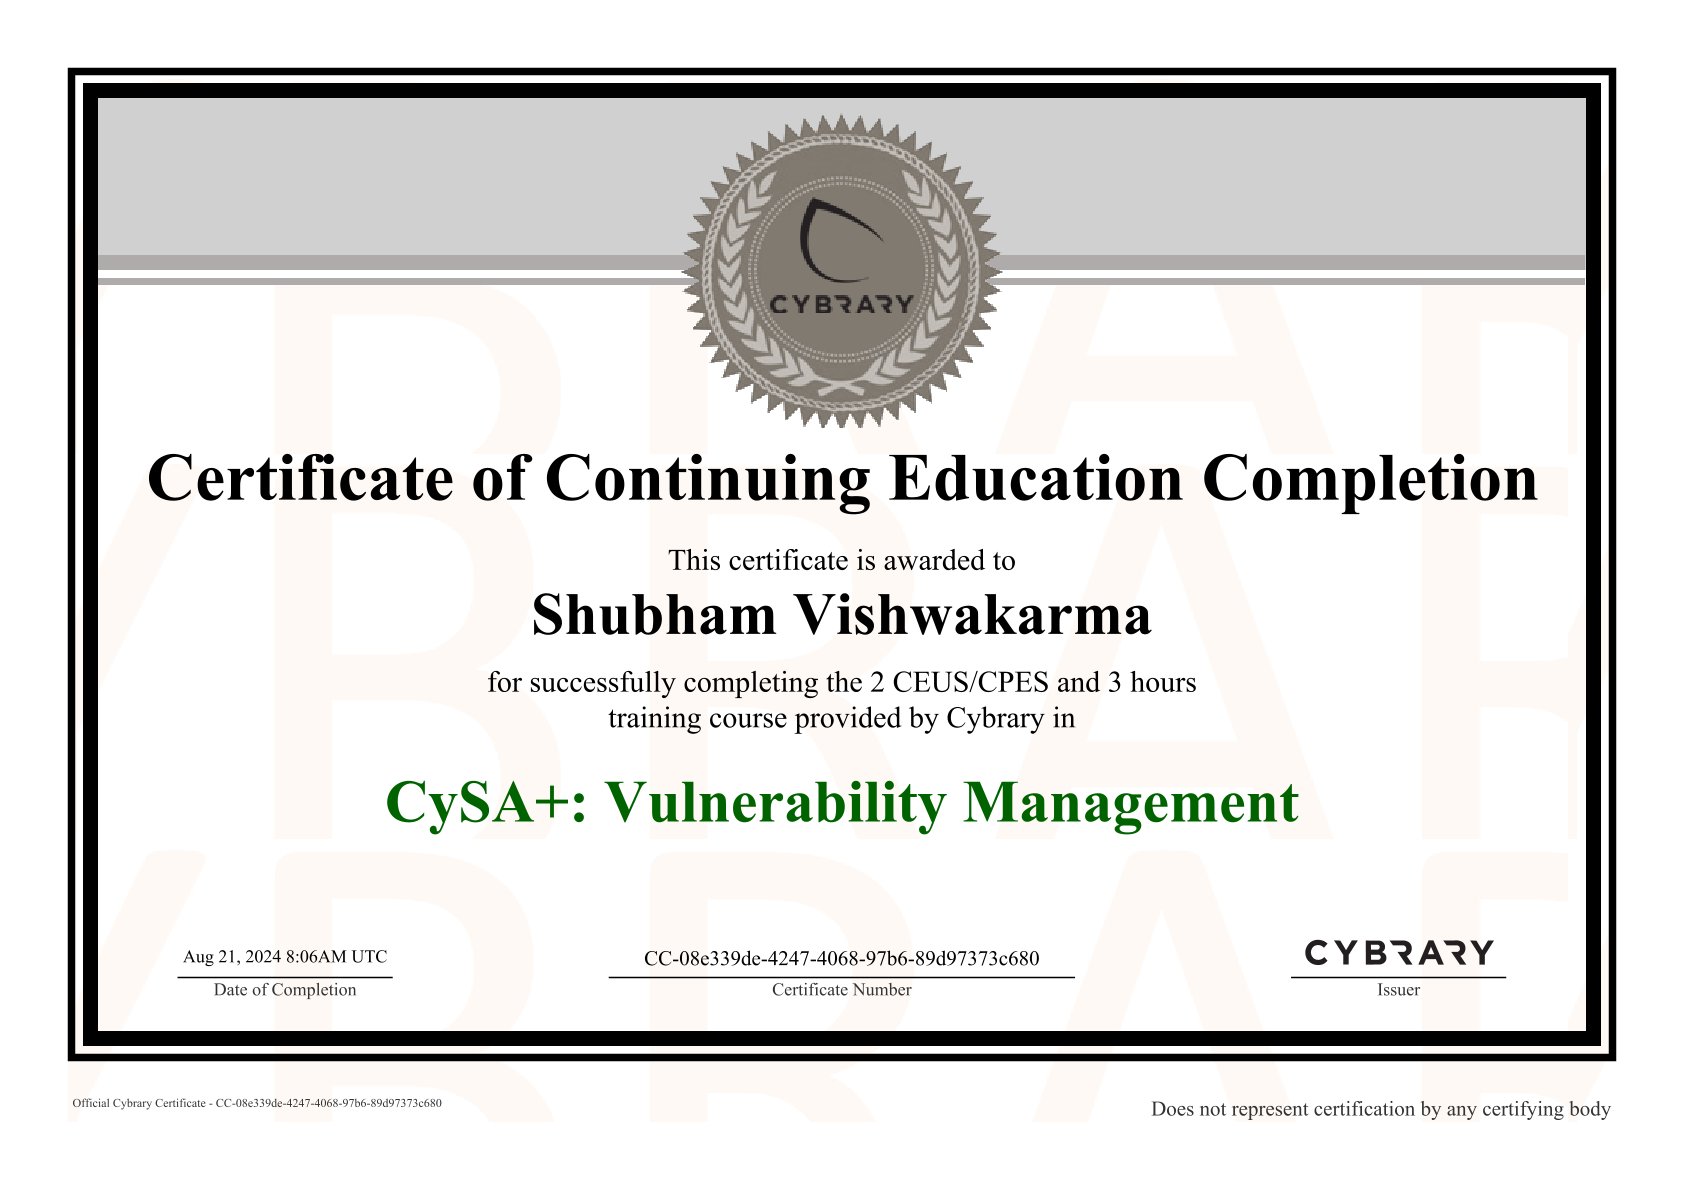 CYBRARY
Certificate of Continuing Education Completion
This certificate is awarded to
Shubham Vishwakarma
for successfully completing the 2 CEUS/CPES and 3 hours
training course provided by Cybrary in
CySA+: Vulnerability Management
Aug 21, 2024 8:06AM UTC
Date of Completion
CC-08e339de-4247-4068-97b6-89d97373c680
Certificate Number
CYBRARY
Issuer
Official Cybrary Certificate - CC-08e339de-4247-4068-97b6-89d97373c680
Does not represent certification by any certifying body